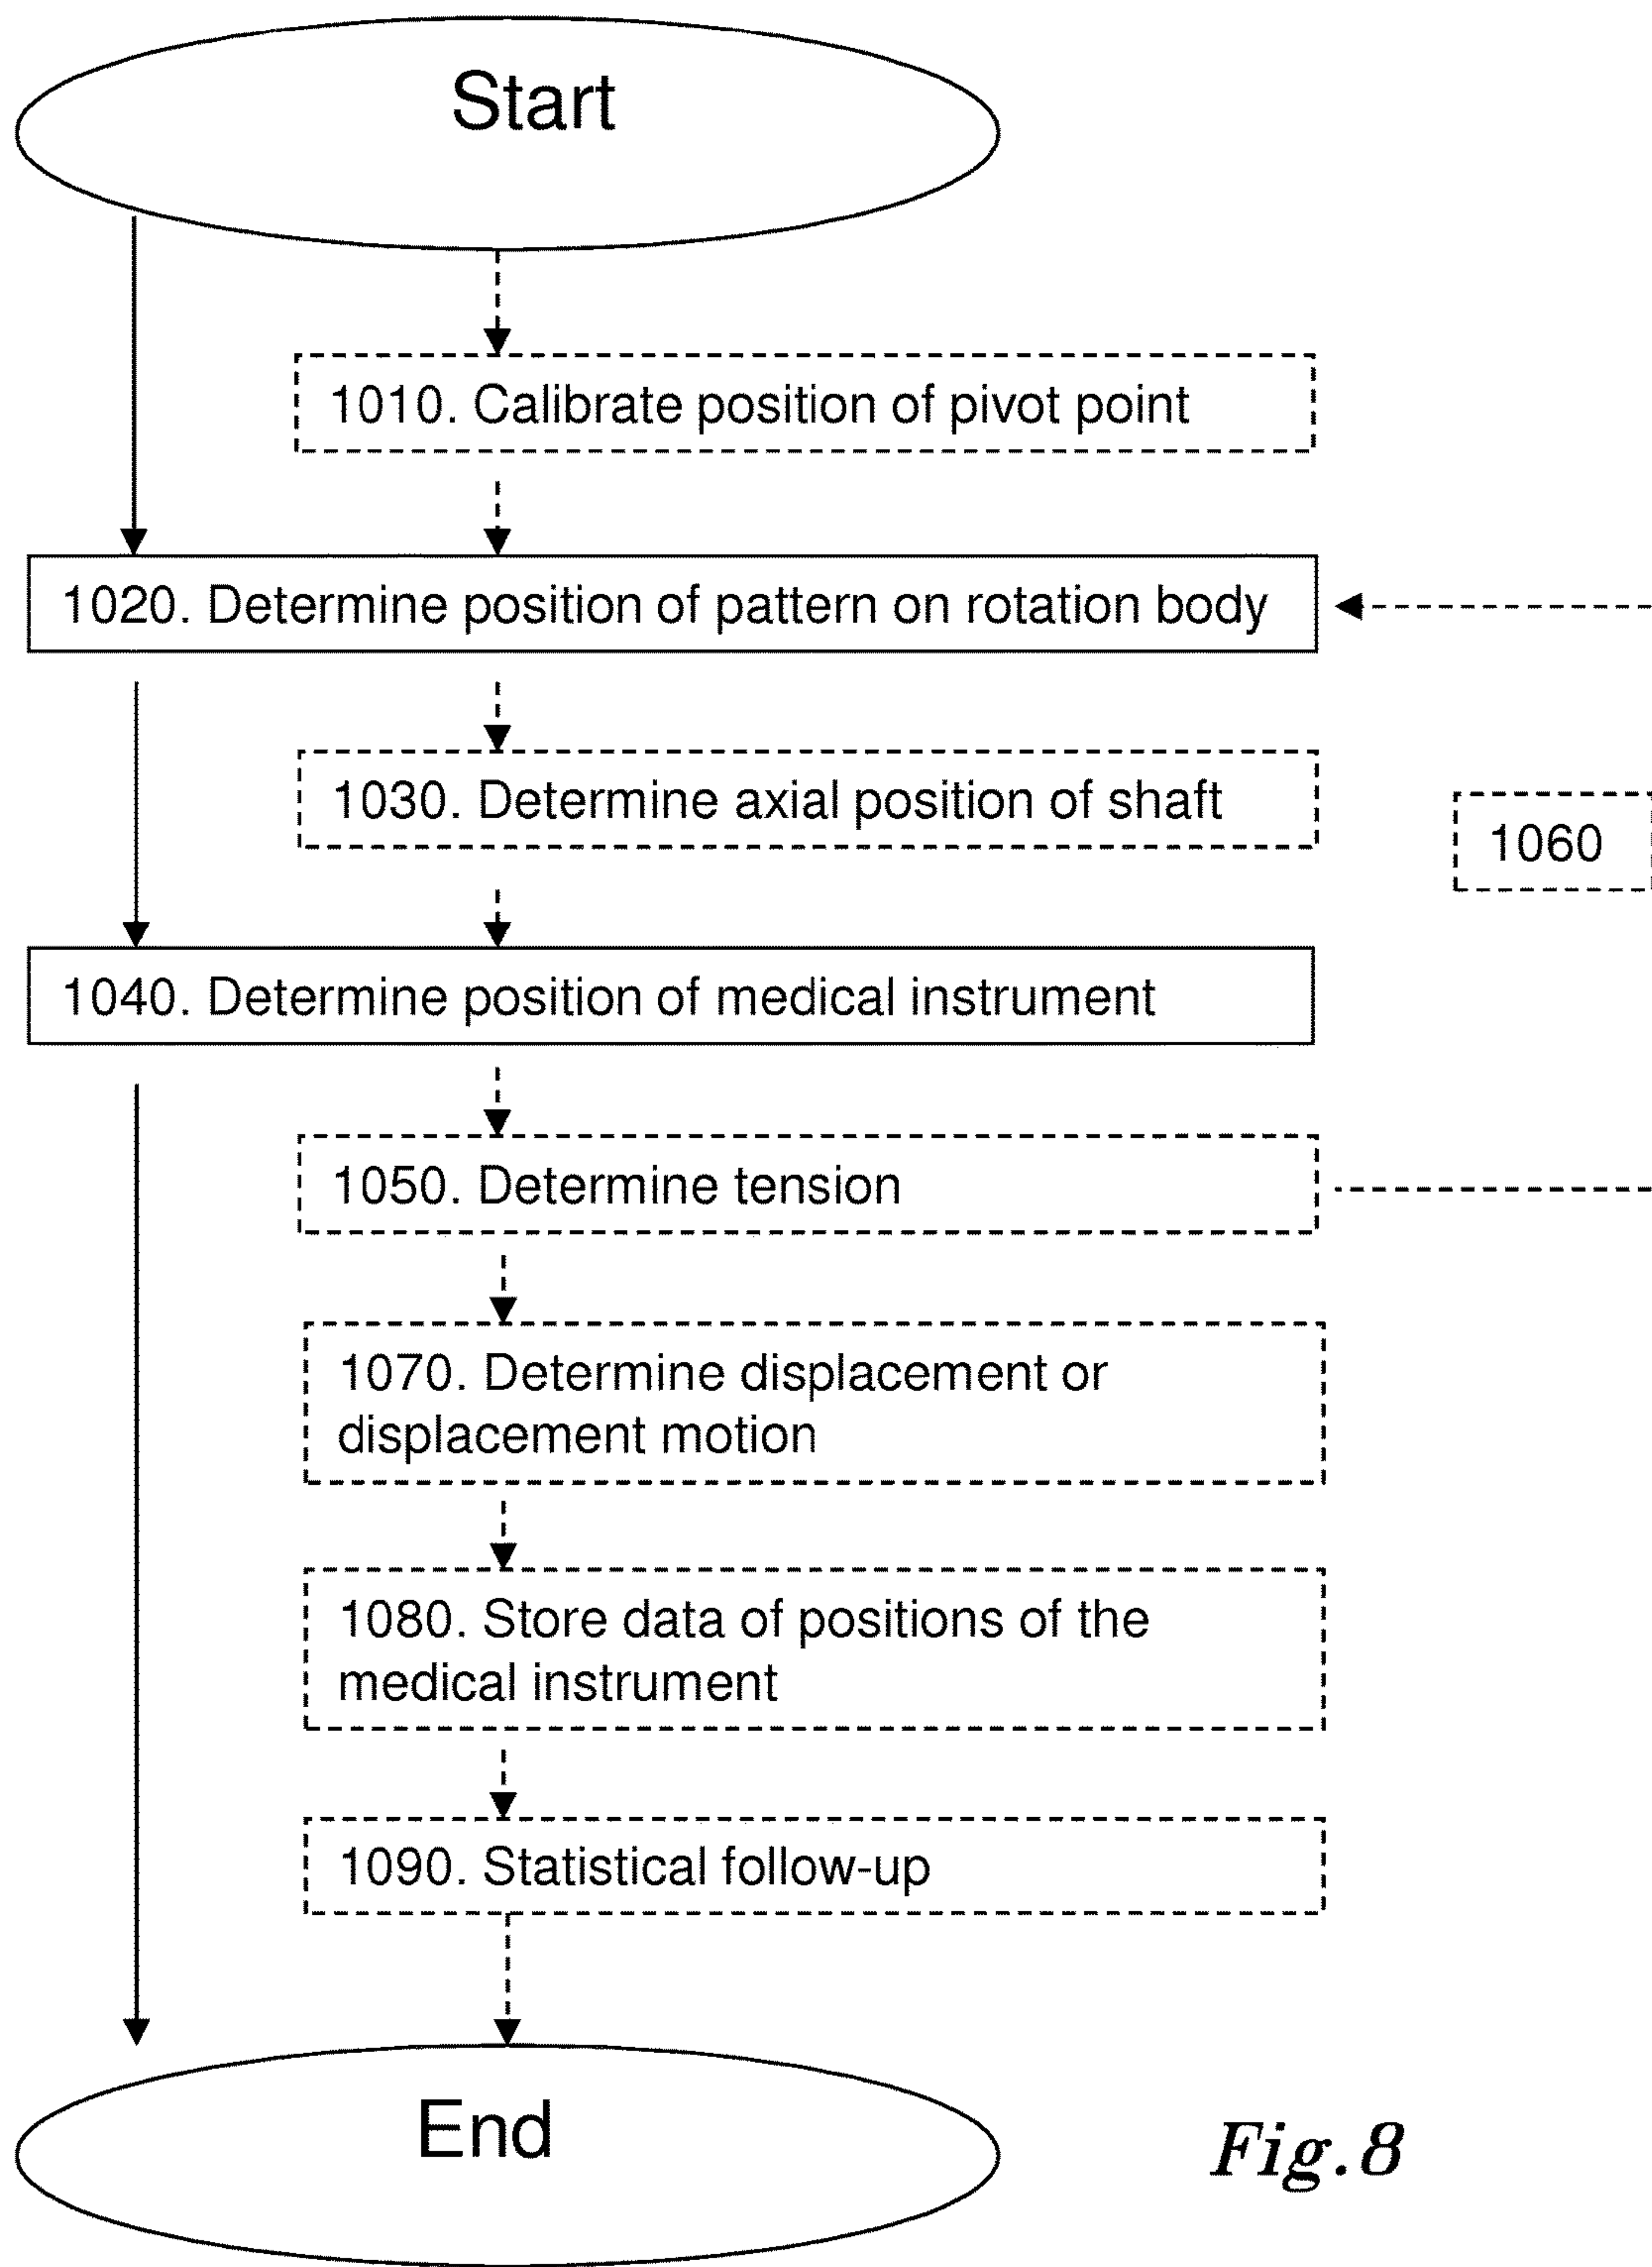 Start
1010. Calibrate position of pivot point
1020. Determine position of pattern on rotation body
1030. Determine axial position of shaft
1060
1040. Determine position of medical instrument
1050. Determine tension
1070. Determine displacement or
displacement motion
1080. Store data of positions of the
medical instrument
1090. Statistical follow-up
End
Fig. 8